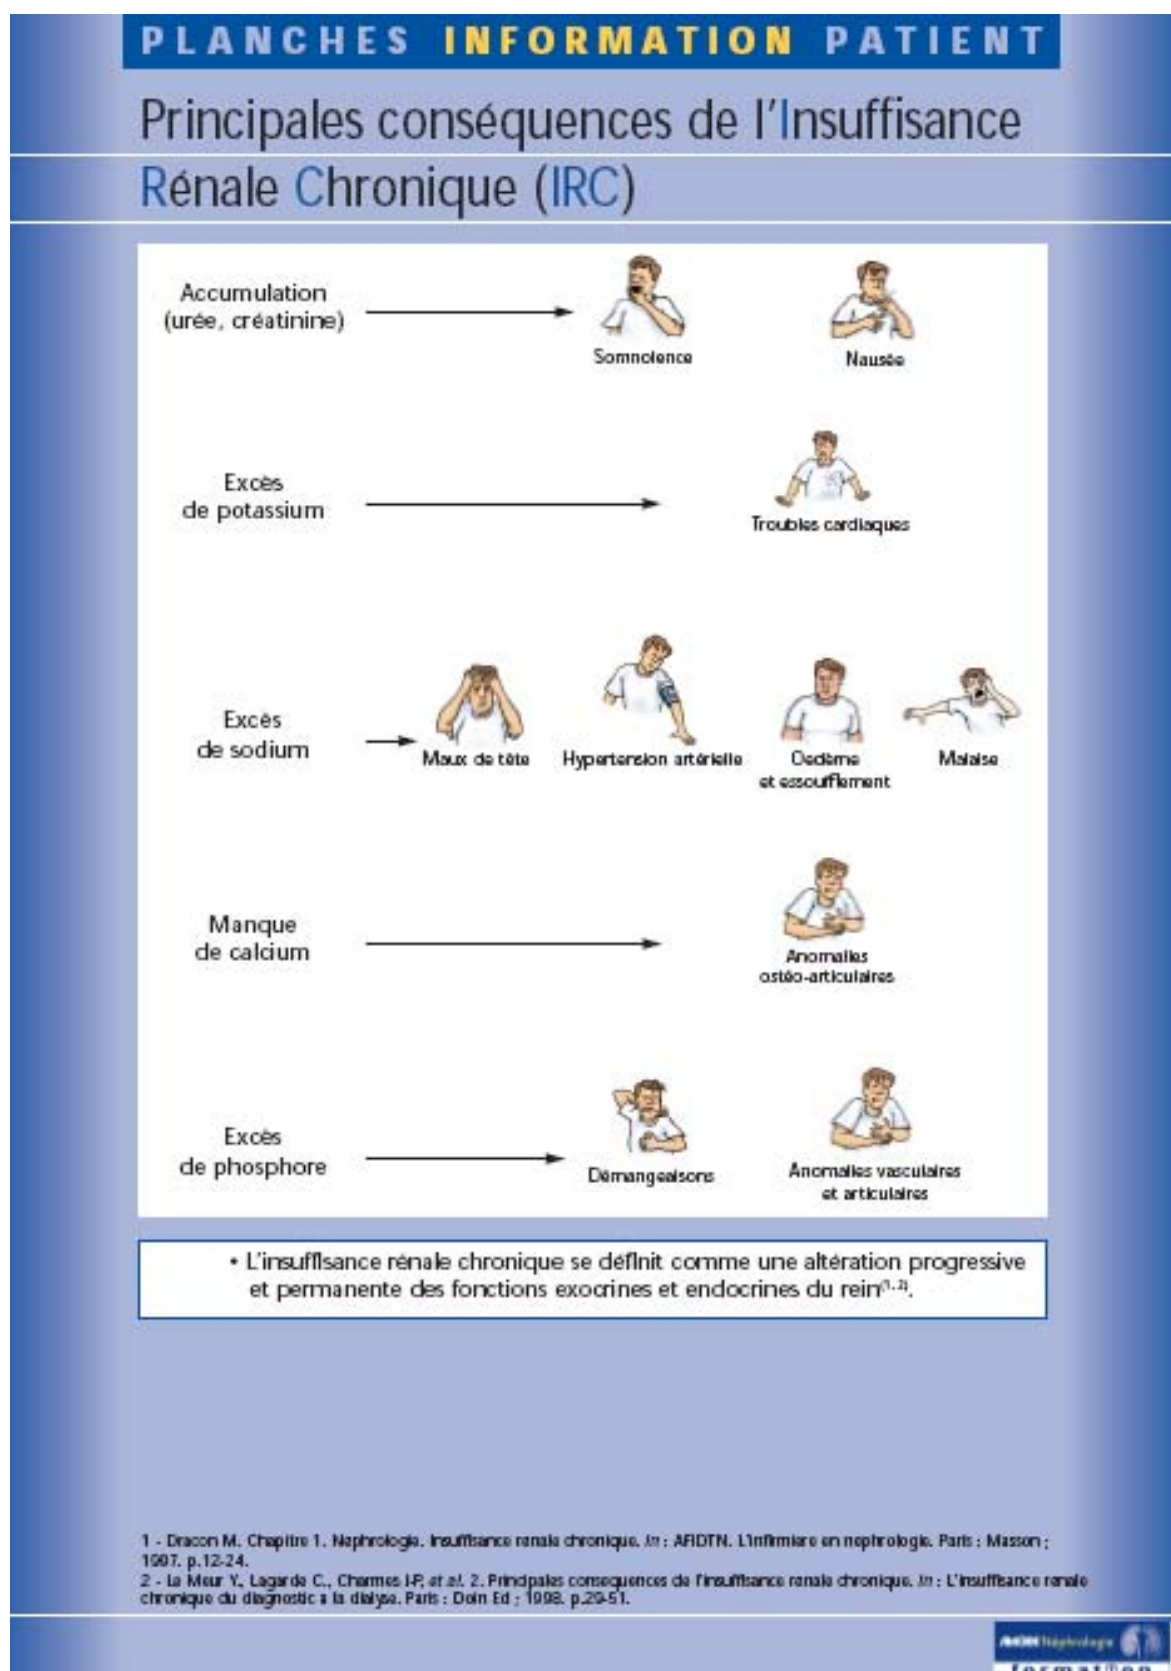 PLANCHES INFORMATION PATIENT
Principales conséquences de l'Insuffisance
Rénale Chronique (IRC)
Accumulation
(urée, créatinine)
Somnolence
Nausée
Excès
de potassium
Troubles cardiaques
Excès
de sodium
Maux de tête
Hypertension artérielle
Oedème
et essoufflement
Malaise
Manque
de calcium
Anomalies
ostéo-articulaires
Excès
de phosphore
Démangeaisons
Anomalies vasculaires
et articulaires
• L'insuffisance rénale chronique se définit comme une altération progressive
et permanente des fonctions exocrines et endocrines du rein(1,2).
1 - Dracon M. Chapitre 1. Nephrologie. Insuffisance renale chronique. In : AFIDTN. L'infirmiere en nephrologie. Paris : Masson ;
1997. p.12-24.
2 - Le Meur Y., Lagarde C., Charmes J-P, et al. 2. Principales consequences de l'insuffisance renale chronique. In : L'insuffisance renale
chronique du diagnostic a la dialyse. Paris : Doin Ed ; 1998. p.29-51.
Néphrologie
formation